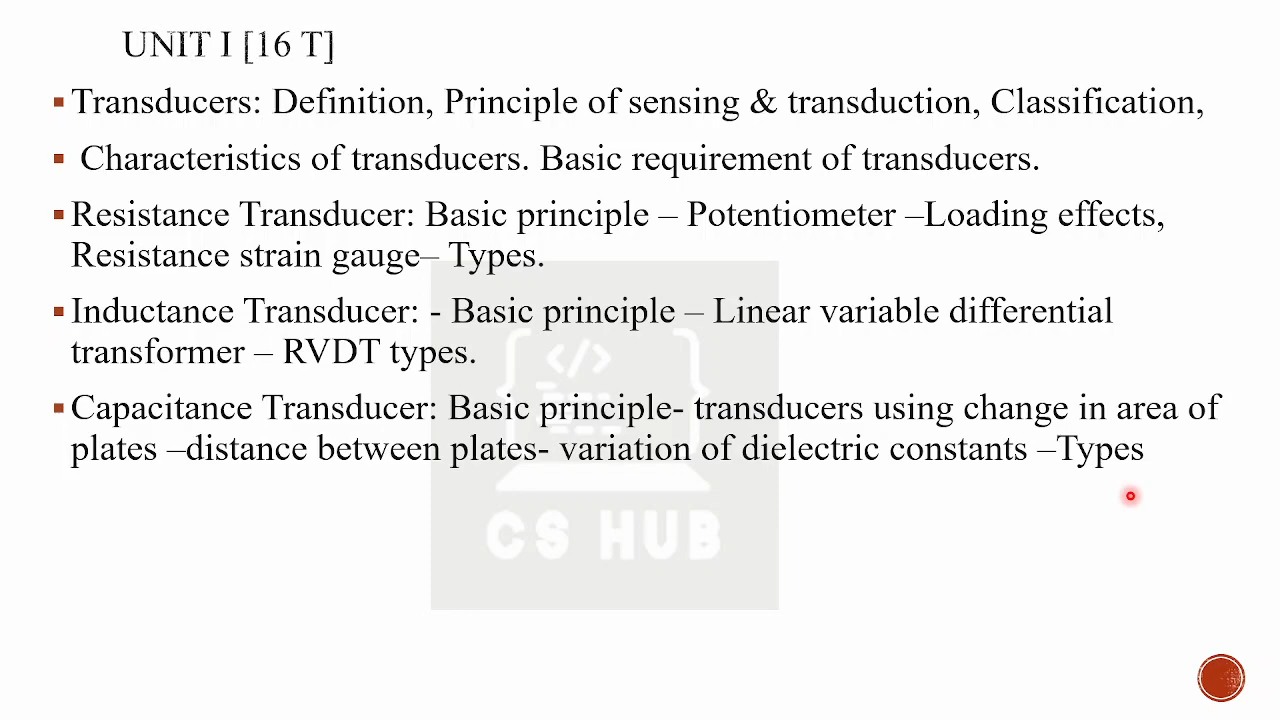 UNIT I [16 T]
▪ Transducers: Definition, Principle of sensing & transduction, Classification,
▪ Characteristics of transducers. Basic requirement of transducers.
▪ Resistance Transducer: Basic principle – Potentiometer –Loading effects,
Resistance strain gauge– Types.
▪ Inductance Transducer: - Basic principle – Linear variable differential
transformer – RVDT types.
▪ Capacitance Transducer: Basic principle- transducers using change in area of
plates –distance between plates- variation of dielectric constants –Types
{</>}
CS HUB